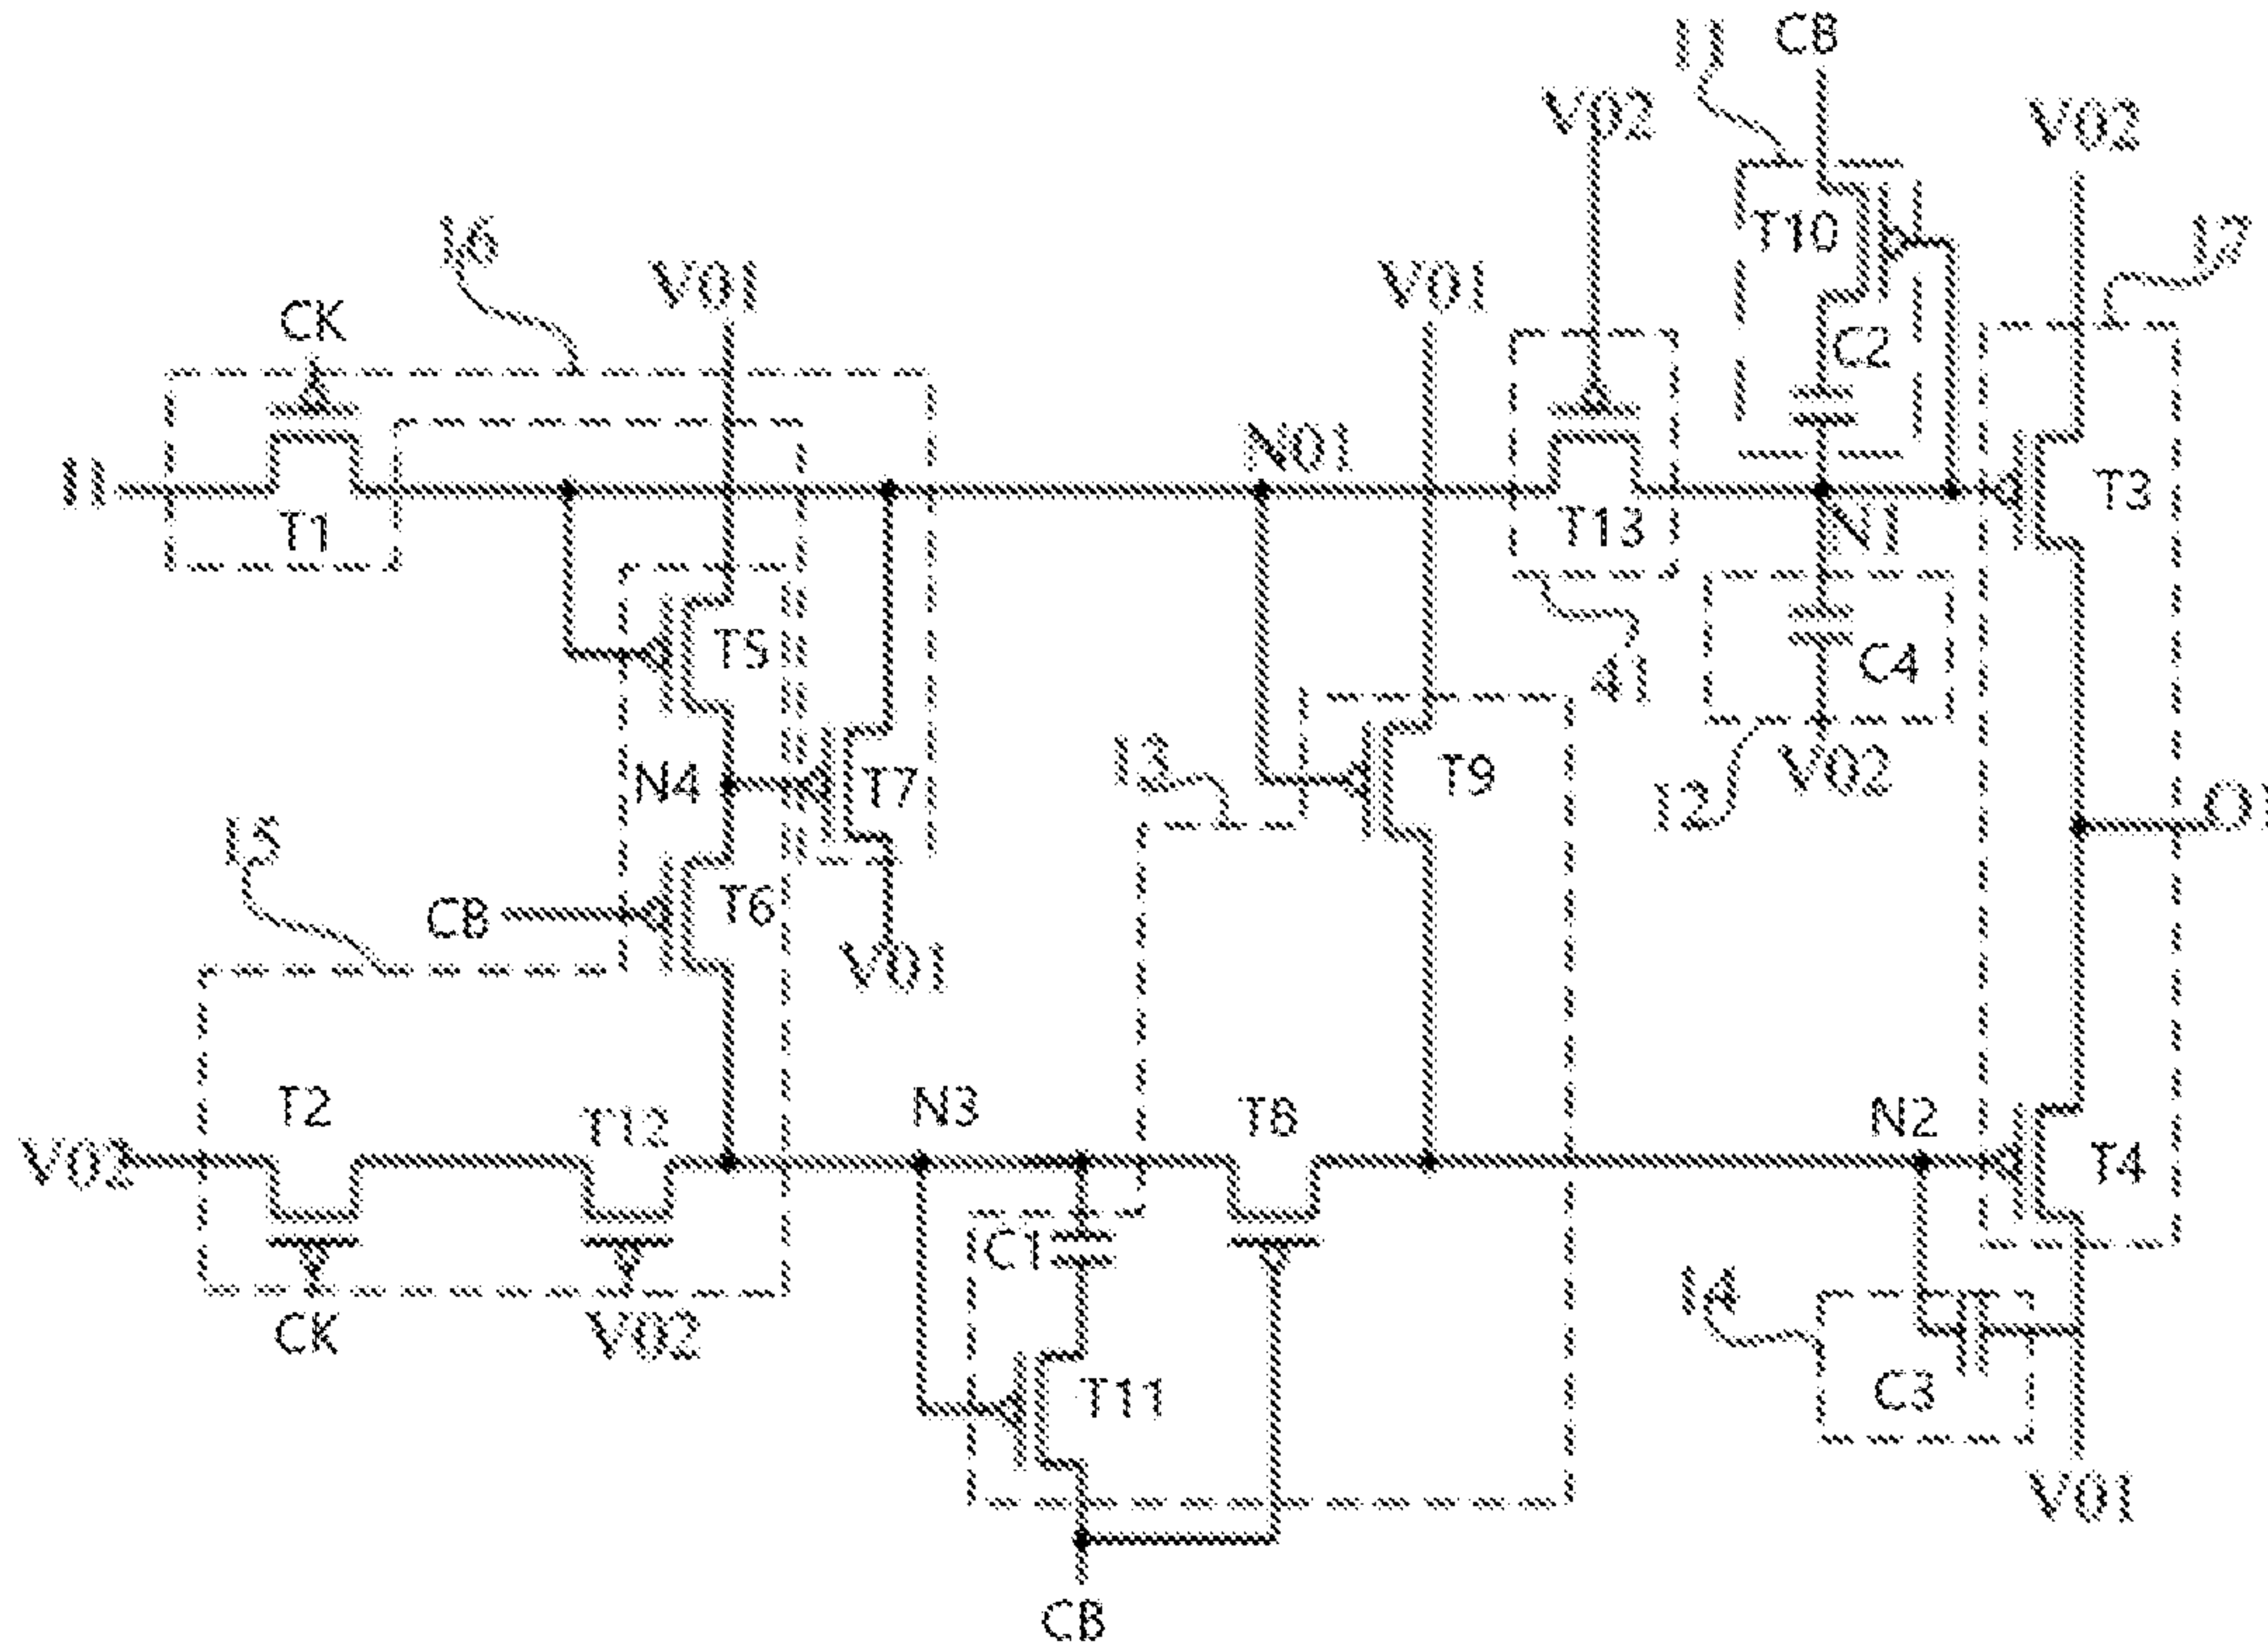 11 CB
V02 V02
T10
16 17
V01 V01
CK
C2
N01
I1 T3
T1 T13 N1
T5
41 C4
N4 T7 13 T9 V02
12 O1
15
T6
CB
V01
T2 T12 N3 T8 N2
V02 T4
C1
14
CK V02
T11 C3
V01
CB